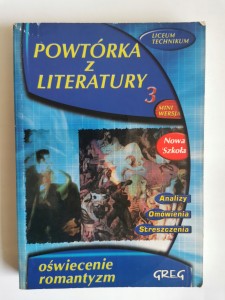 LICEUM
TECHNIKUM
POWTÓRKA
z
LITERATURY
3
MINI
WERSJA
Nowa
Szkoła
Analizy
Omówienia
Streszczenia
oświecenie
romantyzm
GREG